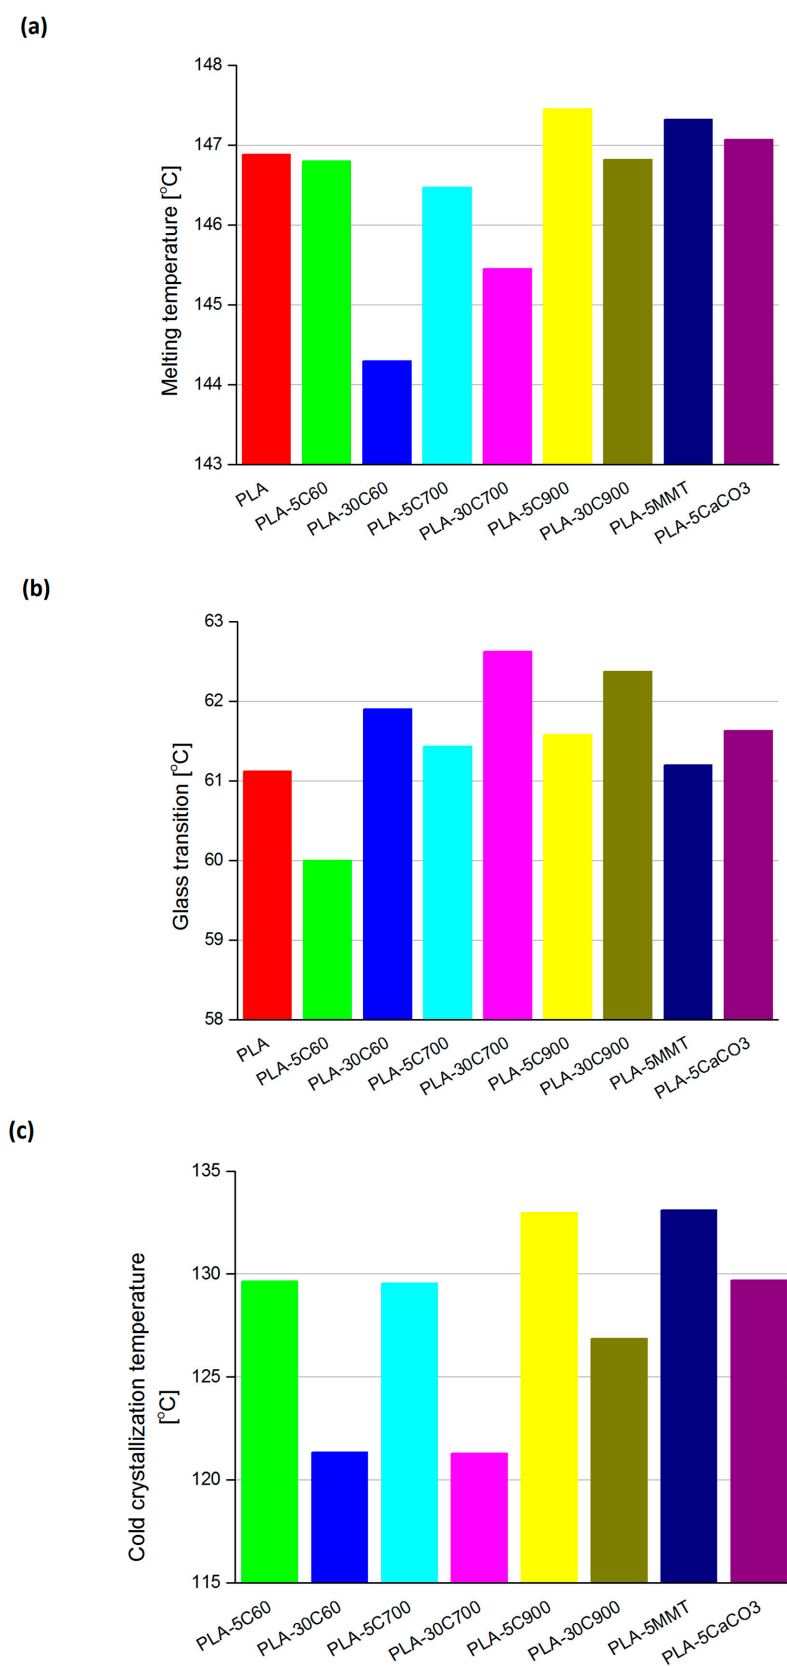 (a)
148
147
146
145
144
143
Melting temperature [°C]
PLA
PLA-5C60
PLA-30C60
PLA-5C700
PLA-30C700
PLA-5C900
PLA-30C900
PLA-5MMT
PLA-5CaCO3
(b)
63
62
61
60
59
58
Glass transition [°C]
PLA
PLA-5C60
PLA-30C60
PLA-5C700
PLA-30C700
PLA-5C900
PLA-30C900
PLA-5MMT
PLA-5CaCO3
(c)
135
130
125
120
115
Cold crystallization temperature
[°C]
PLA-5C60
PLA-30C60
PLA-5C700
PLA-30C700
PLA-5C900
PLA-30C900
PLA-5MMT
PLA-5CaCO3